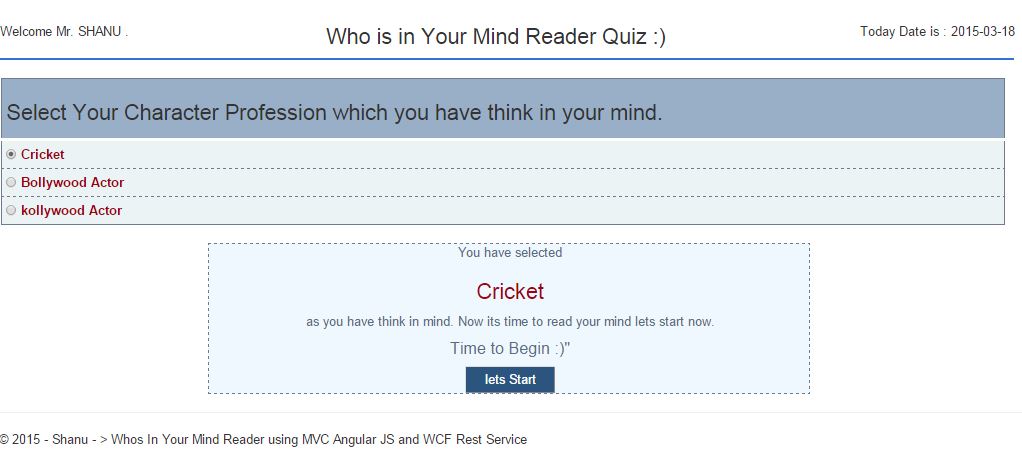 Welcome Mr. SHANU .
Who is in Your Mind Reader Quiz :)
Today Date is : 2015-03-18
Select Your Character Profession which you have think in your mind.
Cricket
Bollywood Actor
kollywood Actor
You have selected
Cricket
as you have think in mind. Now its time to read your mind lets start now.
Time to Begin :)"
lets Start
© 2015 - Shanu - > Whos In Your Mind Reader using MVC Angular JS and WCF Rest Service